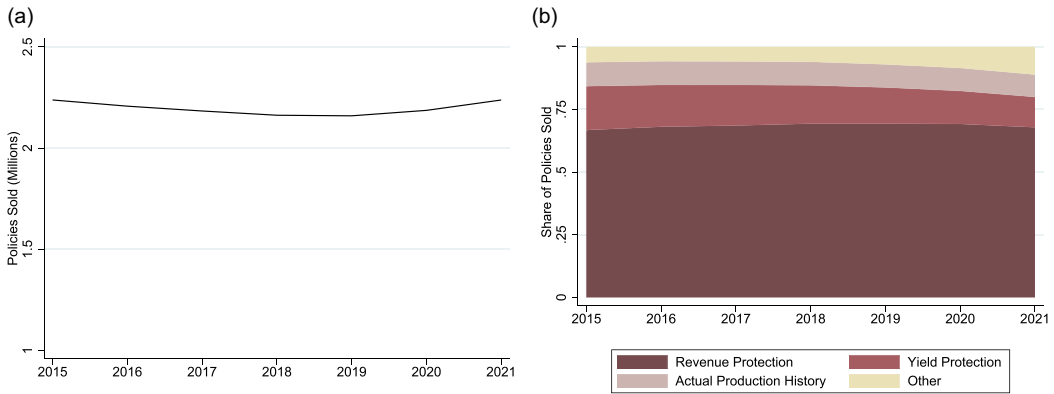 (a)
Policies Sold (Millions)
2.5
2
1.5
1
2015 2016 2017 2018 2019 2020 2021
(b)
Share of Policies Sold
1
.75
.5
.25
0
2015 2016 2017 2018 2019 2020 2021
Revenue Protection Yield Protection
Actual Production History Other